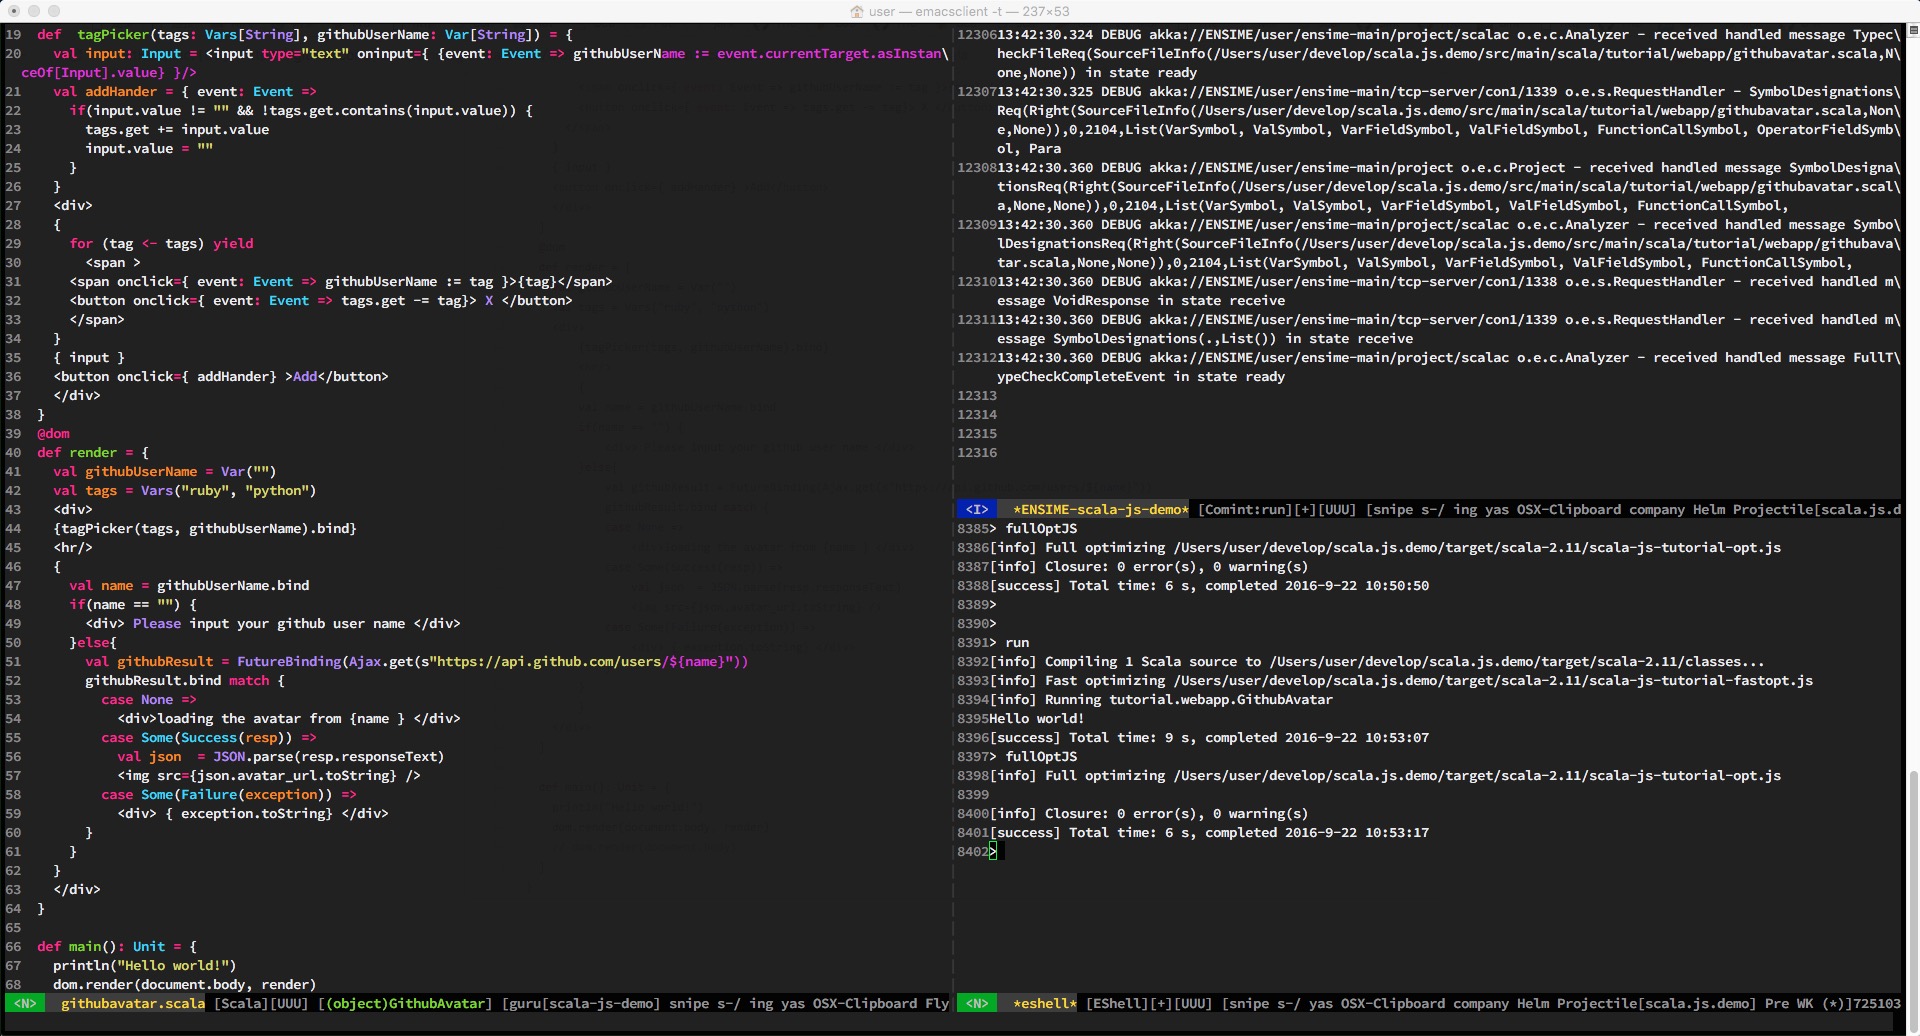 user — emacsclient -t — 237×53
19 def  tagPicker(tags: Vars[String], githubUserName: Var[String]) = {
20   val input: Input = <input type="text" oninput={ {event: Event => githubUserName := event.currentTarget.asInstan\
ceOf[Input].value} }/>
21   val addHander = { event: Event =>
22     if(input.value != "" && !tags.get.contains(input.value)) {
23       tags.get += input.value
24       input.value = ""
25     }
26   }
27   <div>
28   {
29     for (tag <- tags) yield
30       <span >
31     <span onclick={ event: Event => githubUserName := tag }>{tag}</span>
32     <button onclick={ event: Event => tags.get -= tag}> X </button>
33     </span>
34   }
35   { input }
36   <button onclick={ addHander} >Add</button>
37   </div>
38 }
39 @dom
40 def render = {
41   val githubUserName = Var("")
42   val tags = Vars("ruby", "python")
43   <div>
44   {tagPicker(tags, githubUserName).bind}
45   <hr/>
46   {
47     val name = githubUserName.bind
48     if(name == "") {
49       <div> Please input your github user name </div>
50     }else{
51       val githubResult = FutureBinding(Ajax.get(s"https://api.github.com/users/${name}"))
52       githubResult.bind match {
53         case None =>
54           <div>loading the avatar from {name } </div>
55         case Some(Success(resp)) =>
56           val json  = JSON.parse(resp.responseText)
57           <img src={json.avatar_url.toString} />
58         case Some(Failure(exception)) =>
59           <div> { exception.toString} </div>
60       }
61     }
62   }
63   </div>
64 }
65
66 def main(): Unit = {
67   println("Hello world!")
68   dom.render(document.body, render)
<N>  githubavatar.scala [Scala][UUU] [(object)GithubAvatar] [guru[scala-js-demo] snipe s-/ ing yas OSX-Clipboard Fly
12306 13:42:30.324 DEBUG akka://ENSIME/user/ensime-main/project/scalac o.e.c.Analyzer - received handled message Typec\
heckFileReq(SourceFileInfo(/Users/user/develop/scala.js.demo/src/main/scala/tutorial/webapp/githubavatar.scala,N\
one,None)) in state ready
12307 13:42:30.325 DEBUG akka://ENSIME/user/ensime-main/tcp-server/con1/1339 o.e.s.RequestHandler - SymbolDesignations\
Req(Right(SourceFileInfo(/Users/user/develop/scala.js.demo/src/main/scala/tutorial/webapp/githubavatar.scala,Non\
e,None)),0,2104,List(VarSymbol, ValSymbol, VarFieldSymbol, ValFieldSymbol, FunctionCallSymbol, OperatorFieldSymb\
ol, Para
12308 13:42:30.360 DEBUG akka://ENSIME/user/ensime-main/project o.e.c.Project - received handled message SymbolDesigna\
tionsReq(Right(SourceFileInfo(/Users/user/develop/scala.js.demo/src/main/scala/tutorial/webapp/githubavatar.scal\
a,None,None)),0,2104,List(VarSymbol, ValSymbol, VarFieldSymbol, ValFieldSymbol, FunctionCallSymbol,
12309 13:42:30.360 DEBUG akka://ENSIME/user/ensime-main/project/scalac o.e.c.Analyzer - received handled message Symbo\
lDesignationsReq(Right(SourceFileInfo(/Users/user/develop/scala.js.demo/src/main/scala/tutorial/webapp/githubava\
tar.scala,None,None)),0,2104,List(VarSymbol, ValSymbol, VarFieldSymbol, ValFieldSymbol, FunctionCallSymbol,
12310 13:42:30.360 DEBUG akka://ENSIME/user/ensime-main/tcp-server/con1/1338 o.e.s.RequestHandler - received handled m\
essage VoidResponse in state receive
12311 13:42:30.360 DEBUG akka://ENSIME/user/ensime-main/tcp-server/con1/1339 o.e.s.RequestHandler - received handled m\
essage SymbolDesignations(.,List()) in state receive
12312 13:42:30.360 DEBUG akka://ENSIME/user/ensime-main/project/scalac o.e.c.Analyzer - received handled message FullT\
ypeCheckCompleteEvent in state ready
12313
12314
12315
12316
<I>  *ENSIME-scala-js-demo* [Comint:run][+][UUU] [snipe s-/ ing yas OSX-Clipboard company Helm Projectile[scala.js.d
8385> fullOptJS
8386[info] Full optimizing /Users/user/develop/scala.js.demo/target/scala-2.11/scala-js-tutorial-opt.js
8387[info] Closure: 0 error(s), 0 warning(s)
8388[success] Total time: 6 s, completed 2016-9-22 10:50:50
8389>
8390>
8391> run
8392[info] Compiling 1 Scala source to /Users/user/develop/scala.js.demo/target/scala-2.11/classes...
8393[info] Fast optimizing /Users/user/develop/scala.js.demo/target/scala-2.11/scala-js-tutorial-fastopt.js
8394[info] Running tutorial.webapp.GithubAvatar
8395Hello world!
8396[success] Total time: 9 s, completed 2016-9-22 10:53:07
8397> fullOptJS
8398[info] Full optimizing /Users/user/develop/scala.js.demo/target/scala-2.11/scala-js-tutorial-opt.js
8399
8400[info] Closure: 0 error(s), 0 warning(s)
8401[success] Total time: 6 s, completed 2016-9-22 10:53:17
8402>
<N>  *eshell* [EShell][+][UUU] [snipe s-/ yas OSX-Clipboard company Helm Projectile[scala.js.demo] Pre WK (*)]725103